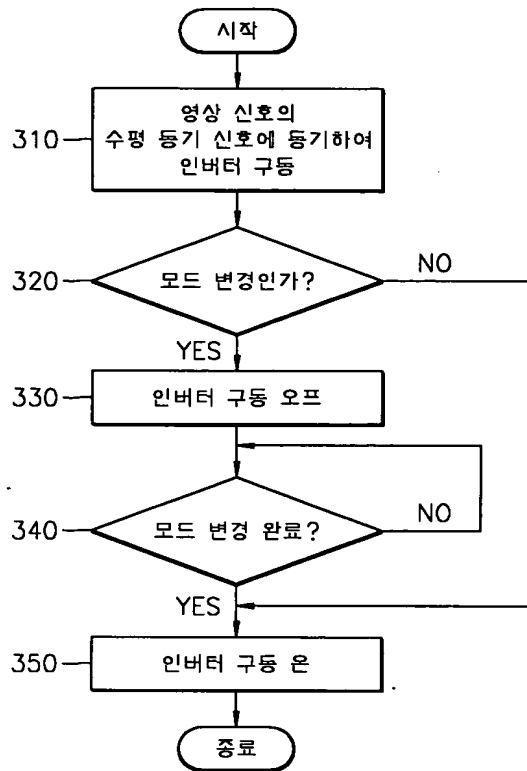 시작
310
영상 신호의
수평 동기 신호에 동기하여
인버터 구동
320
모드 변경인가?
NO
YES
330
인버터 구동 오프
340
모드 변경 완료?
NO
YES
350
인버터 구동 온
종료